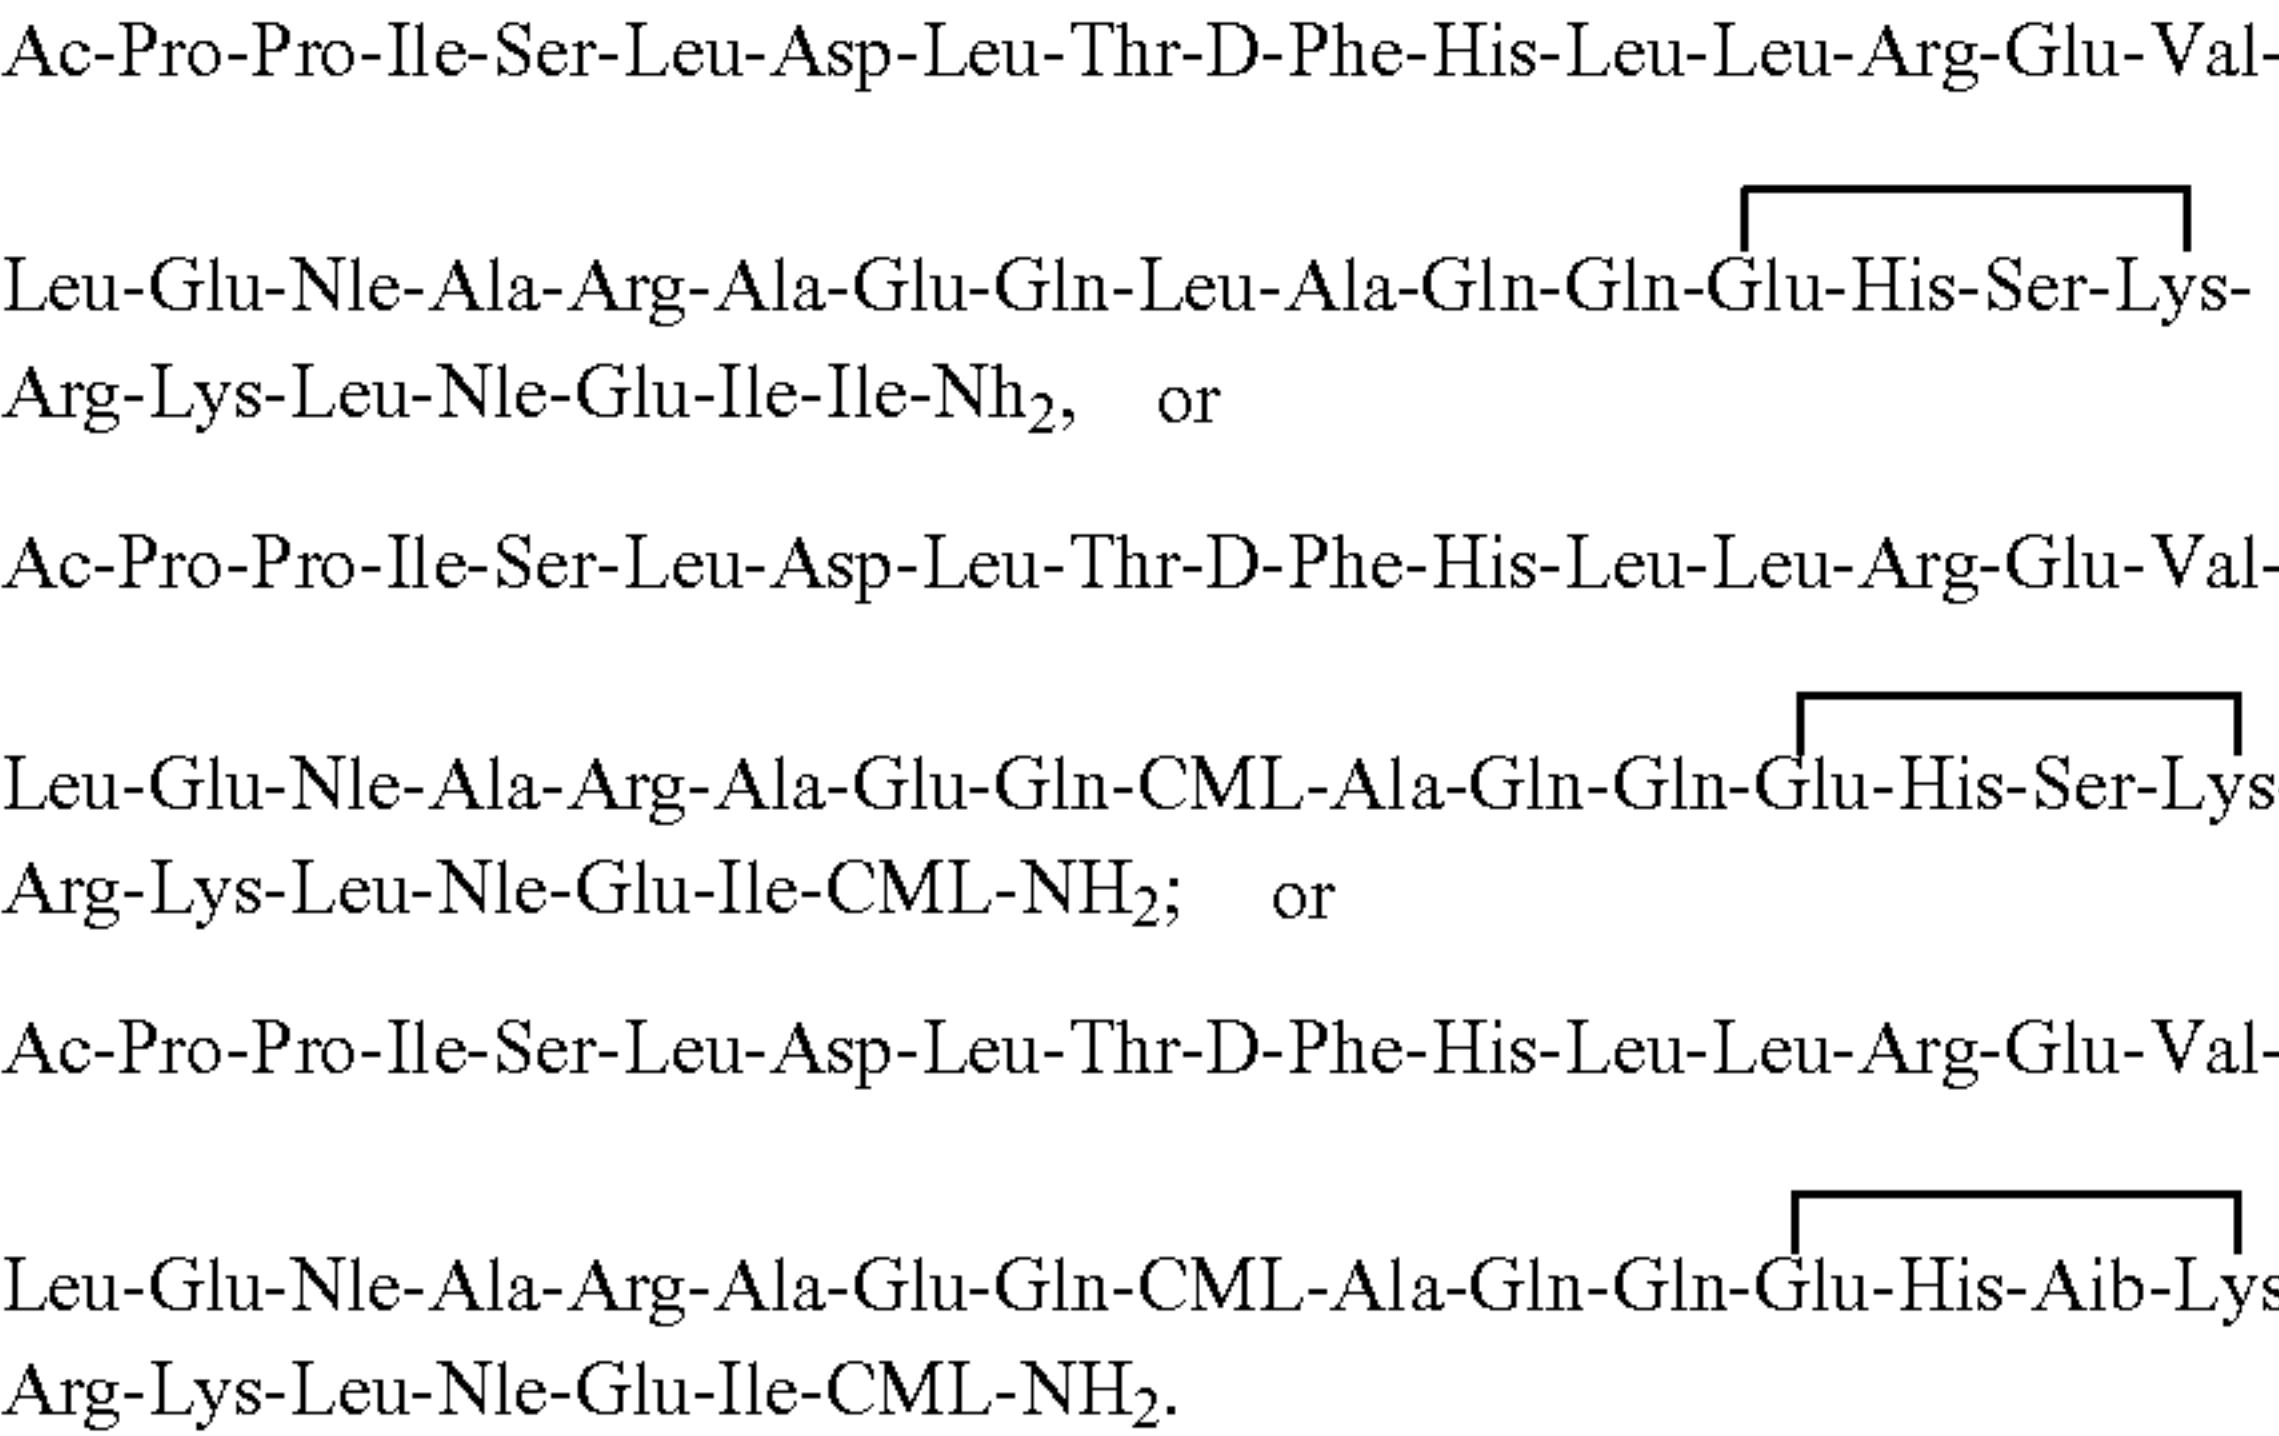 Ac-Pro-Pro-Ile-Ser-Leu-Asp-Leu-Thr-D-Phe-His-Leu-Leu-Arg-Glu-Val-
Leu-Glu-Nle-Ala-Arg-Ala-Glu-Gln-Leu-Ala-Gln-Gln-Glu-His-Ser-Lys-
Arg-Lys-Leu-Nle-Glu-Ile-Ile-Nh2, or
Ac-Pro-Pro-Ile-Ser-Leu-Asp-Leu-Thr-D-Phe-His-Leu-Leu-Arg-Glu-Val-
Leu-Glu-Nle-Ala-Arg-Ala-Glu-Gln-CML-Ala-Gln-Gln-Glu-His-Ser-Lys-
Arg-Lys-Leu-Nle-Glu-Ile-CML-NH2; or
Ac-Pro-Pro-Ile-Ser-Leu-Asp-Leu-Thr-D-Phe-His-Leu-Leu-Arg-Glu-Val-
Leu-Glu-Nle-Ala-Arg-Ala-Glu-Gln-CML-Ala-Gln-Gln-Glu-His-Aib-Lys
Arg-Lys-Leu-Nle-Glu-Ile-CML-NH2.